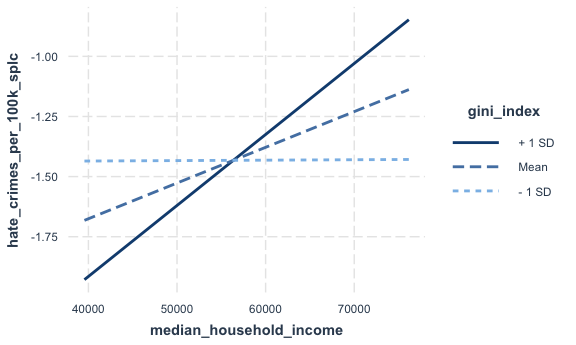 hate_crimes_per_100k_splc
-1.00
-1.25
-1.50
-1.75
40000
50000
60000
70000
median_household_income
gini_index
+ 1 SD
Mean
- 1 SD